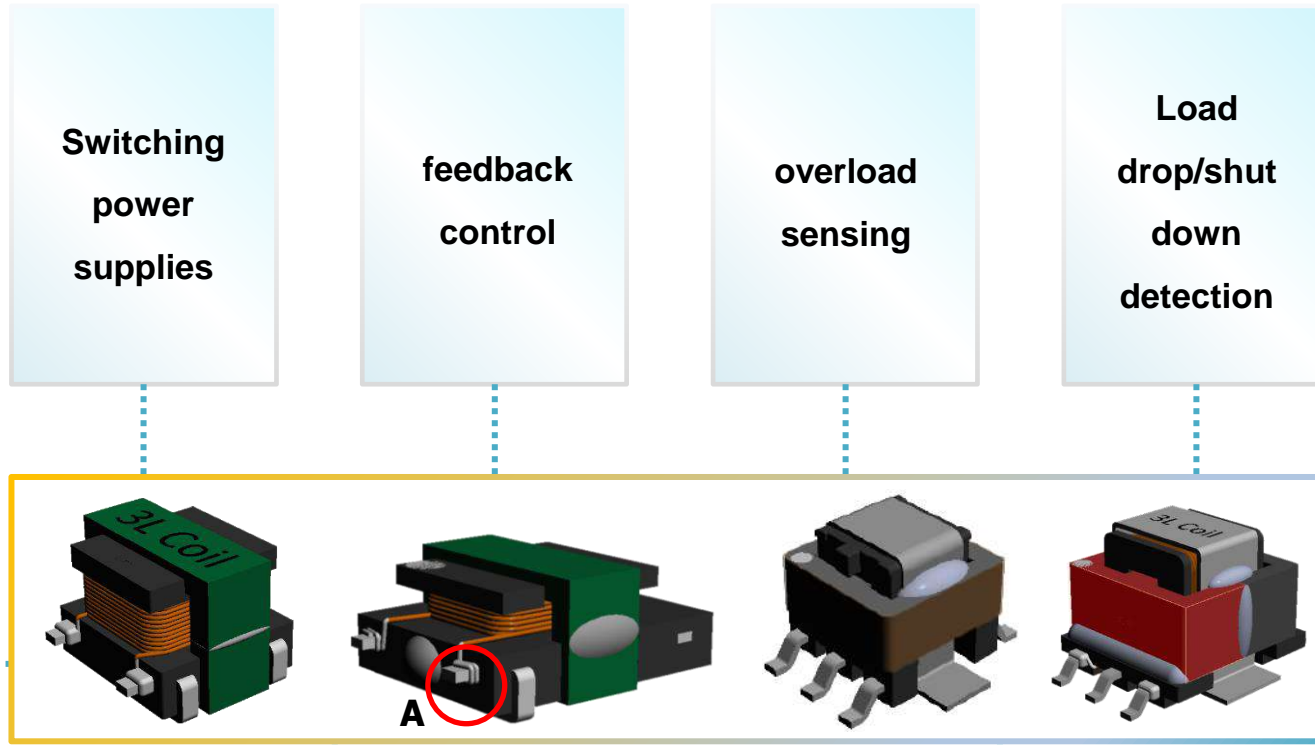 Switching
power
supplies
feedback
control
overload
sensing
Load
drop/shut
down
detection
3L Coil
3L Coil
A